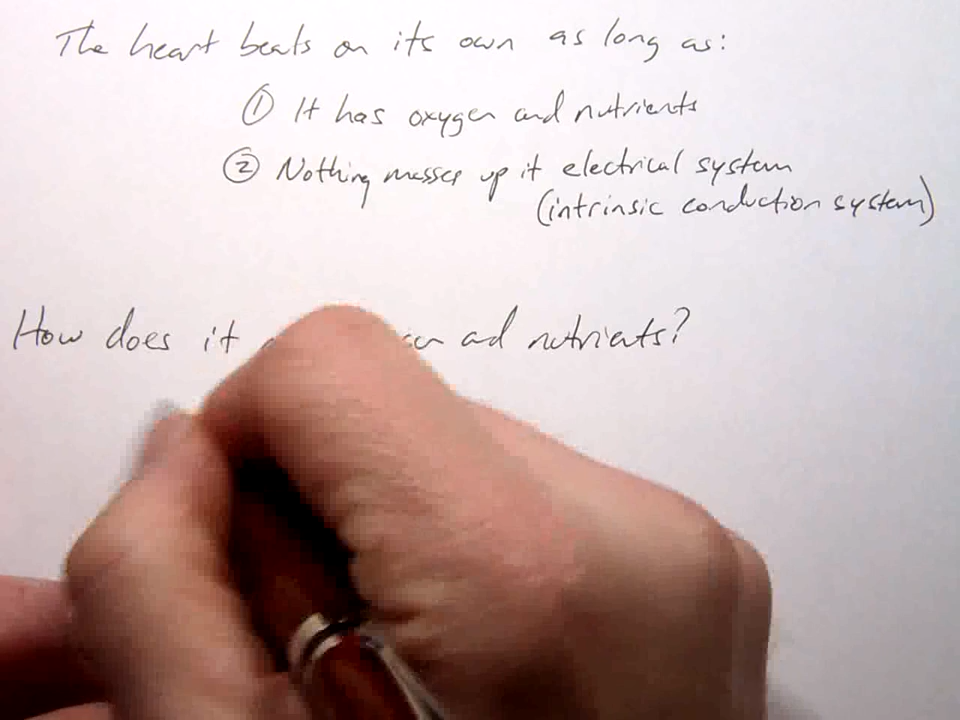 The heart beats on its own as long as:
① It has oxygen and nutrients
② Nothing messes up it electrical system
(intrinsic conduction system)
How does it ad nutrients?